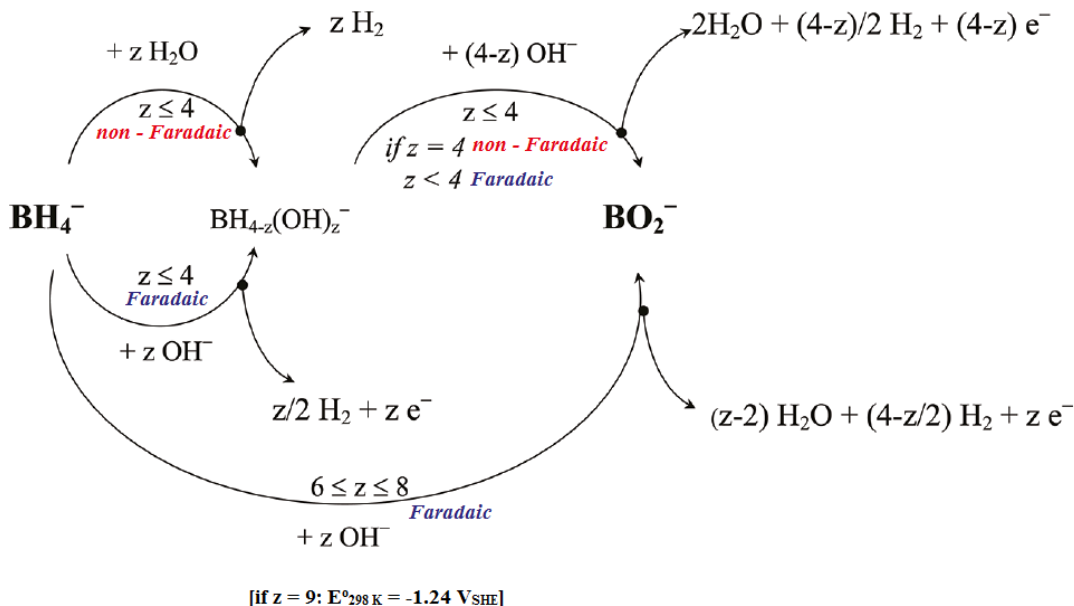 z H₂
2H₂O + (4-z)/2 H₂ + (4-z) e⁻
+ z H₂O
+ (4-z) OH⁻
z ≤ 4
non - Faradaic
z ≤ 4
if z = 4 non - Faradaic
z < 4 Faradaic
BH₄⁻
BH₄₋z(OH)z⁻
BO₂⁻
z ≤ 4
Faradaic
+ z OH⁻
z/2 H₂ + z e⁻
(z-2) H₂O + (4-z/2) H₂ + z e⁻
6 ≤ z ≤ 8
Faradaic
+ z OH⁻
[if z = 9: Eº298 K = -1.24 VSHE]